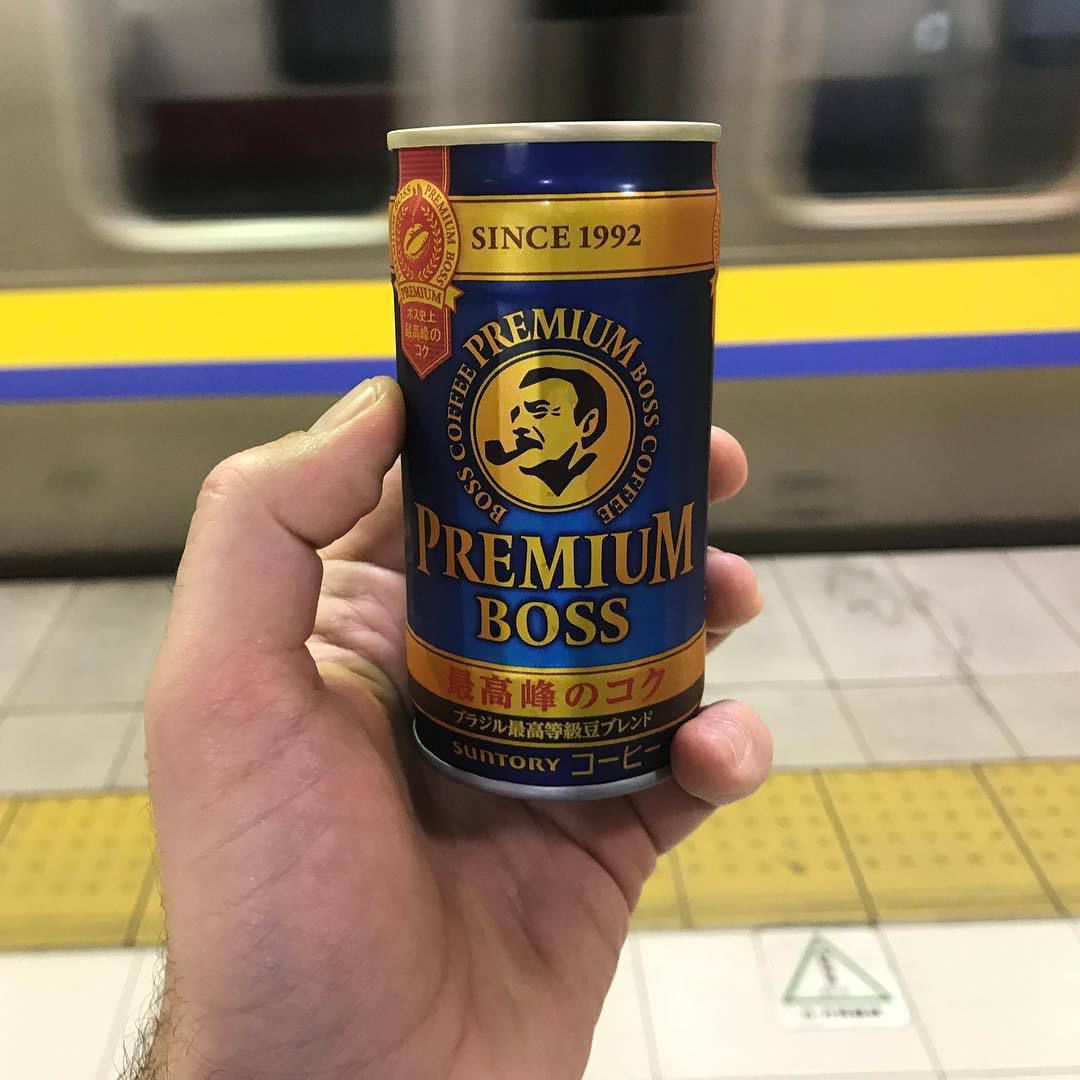 SINCE 1992
BOSS PREMIUM BOSS
PREMIUM
ボス史上
最高峰の
コク
BOSS COFFEE PREMIUM BOSS COFFEE
PREMIUM
BOSS
最高峰のコク
ブラジル最高等級豆ブレンド
SUNTORY コーヒー